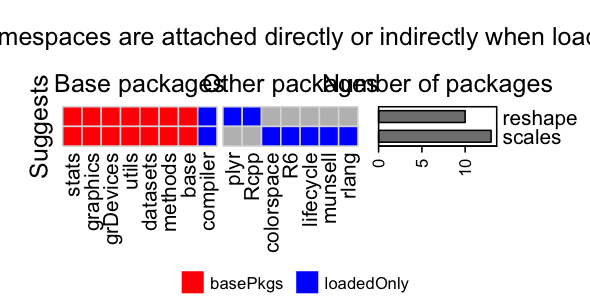 mespaces are attached directly or indirectly when loa
Base packages
Other packages
Number of packages
Suggests
reshape
scales
stats
graphics
grDevices
utils
datasets
methods
base
compiler
plyr
Rcpp
colorspace
R6
lifecycle
munsell
rlang
0
5
10
basePkgs
loadedOnly